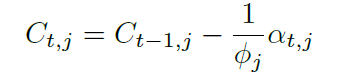 C_{t,j} = C_{t-1,j} - \frac{1}{\phi_j} \alpha_{t,j}